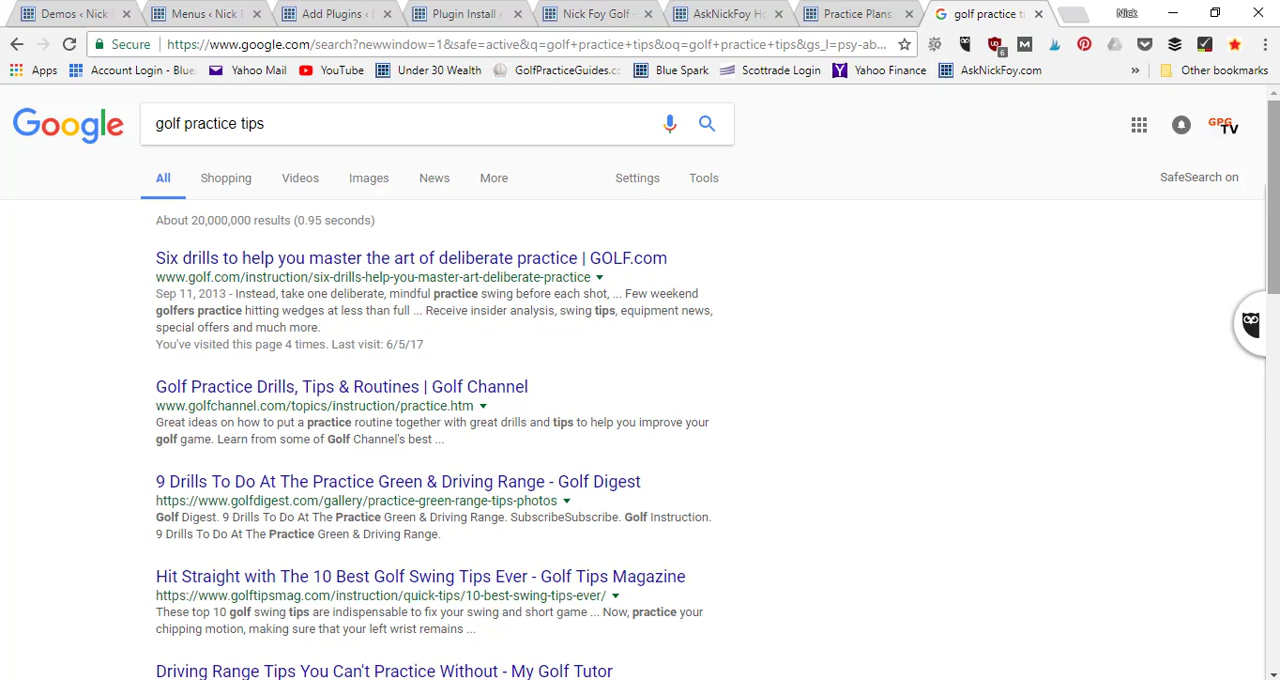 Demos ‹ Nick F
Menus ‹ Nick F
Add Plugins ‹
Plugin Install ‹
Nick Foy Golf -
AskNickFoy Ho
Practice Plans
golf practice ti
Nick
Secure
https://www.google.com/search?newwindow=1&safe=active&q=golf+practice+tips&oq=golf+practice+tips&gs_l=psy-ab...
6
M
Apps
Account Login - Blue
Yahoo Mail
YouTube
Under 30 Wealth
GolfPracticeGuides.cc
Blue Spark
Scottrade Login
Yahoo Finance
AskNickFoy.com
»
Other bookmarks
Google
golf practice tips
GPG
TV
All
Shopping
Videos
Images
News
More
Settings
Tools
SafeSearch on
About 20,000,000 results (0.95 seconds)
Six drills to help you master the art of deliberate practice | GOLF.com
www.golf.com/instruction/six-drills-help-you-master-art-deliberate-practice
Sep 11, 2013 - Instead, take one deliberate, mindful practice swing before each shot, ... Few weekend
golfers practice hitting wedges at less than full ... Receive insider analysis, swing tips, equipment news,
special offers and much more.
You've visited this page 4 times. Last visit: 6/5/17
Golf Practice Drills, Tips & Routines | Golf Channel
www.golfchannel.com/topics/instruction/practice.htm
Great ideas on how to put a practice routine together with great drills and tips to help you improve your
golf game. Learn from some of Golf Channel's best ...
9 Drills To Do At The Practice Green & Driving Range - Golf Digest
https://www.golfdigest.com/gallery/practice-green-range-tips-photos
Golf Digest. 9 Drills To Do At The Practice Green & Driving Range. SubscribeSubscribe. Golf Instruction.
9 Drills To Do At The Practice Green & Driving Range.
Hit Straight with The 10 Best Golf Swing Tips Ever - Golf Tips Magazine
https://www.golftipsmag.com/instruction/quick-tips/10-best-swing-tips-ever/
These top 10 golf swing tips are indispensable to fix your swing and short game ... Now, practice your
chipping motion, making sure that your left wrist remains ...
Driving Range Tips You Can't Practice Without - My Golf Tutor